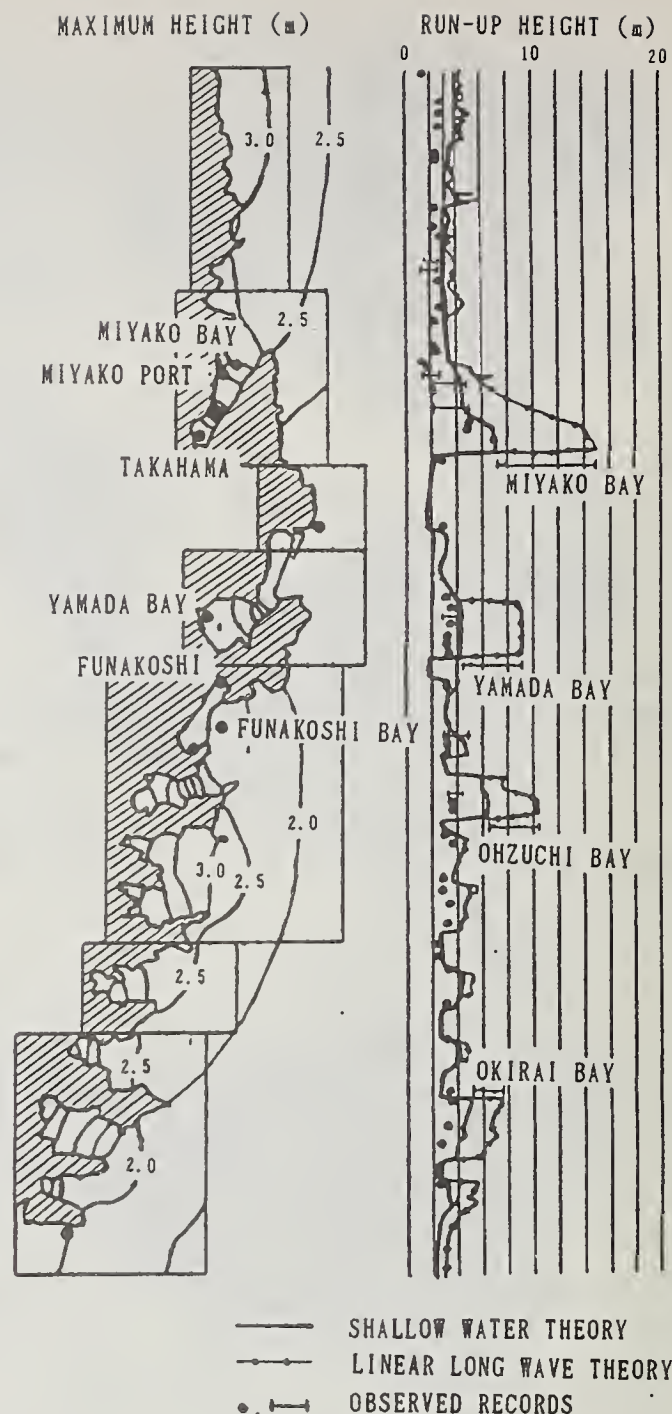 MAXIMUM HEIGHT (m)
RUN-UP HEIGHT (m)
0 10 20
3.0
2.5
MIYAKO BAY
2.5
MIYAKO PORT
TAKAHAMA
MIYAKO BAY
YAMADA BAY
FUNAKOSHI
YAMADA BAY
FUNAKOSHI BAY
2.0
OHZUCHI BAY
3.0
2.5
2.5
OKIRAI BAY
2.5
2.0
SHALLOW WATER THEORY
LINEAR LONG WAVE THEORY
OBSERVED RECORDS